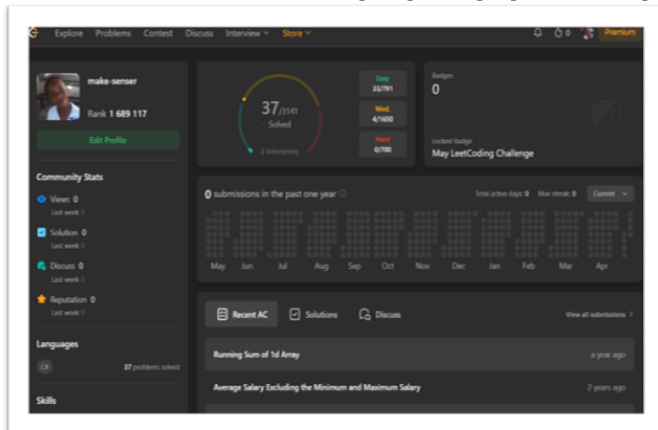 Explore Problems Contest Discuss Interview Store 0 Premium
make-senser
Rank 1 689 117
Edit Profile
Community Stats
Views 0
Last week 0
Solution 0
Last week 0
Discuss 0
Last week 0
Reputation 0
Last week 0
Languages
C#
37 problems solved
Skills
37/3141
Solved
2 Attempting
Easy
33/791
Med.
4/1650
Hard
0/700
Badges
0
Locked Badge
May LeetCoding Challenge
0 submissions in the past one year
Total active days: 0 Max streak: 0 Current
May Jun Jul Aug Sep Oct Nov Dec Jan Feb Mar Apr
Recent AC Solutions Discuss View all submissions >
Running Sum of 1d Array a year ago
Average Salary Excluding the Minimum and Maximum Salary 2 years ago